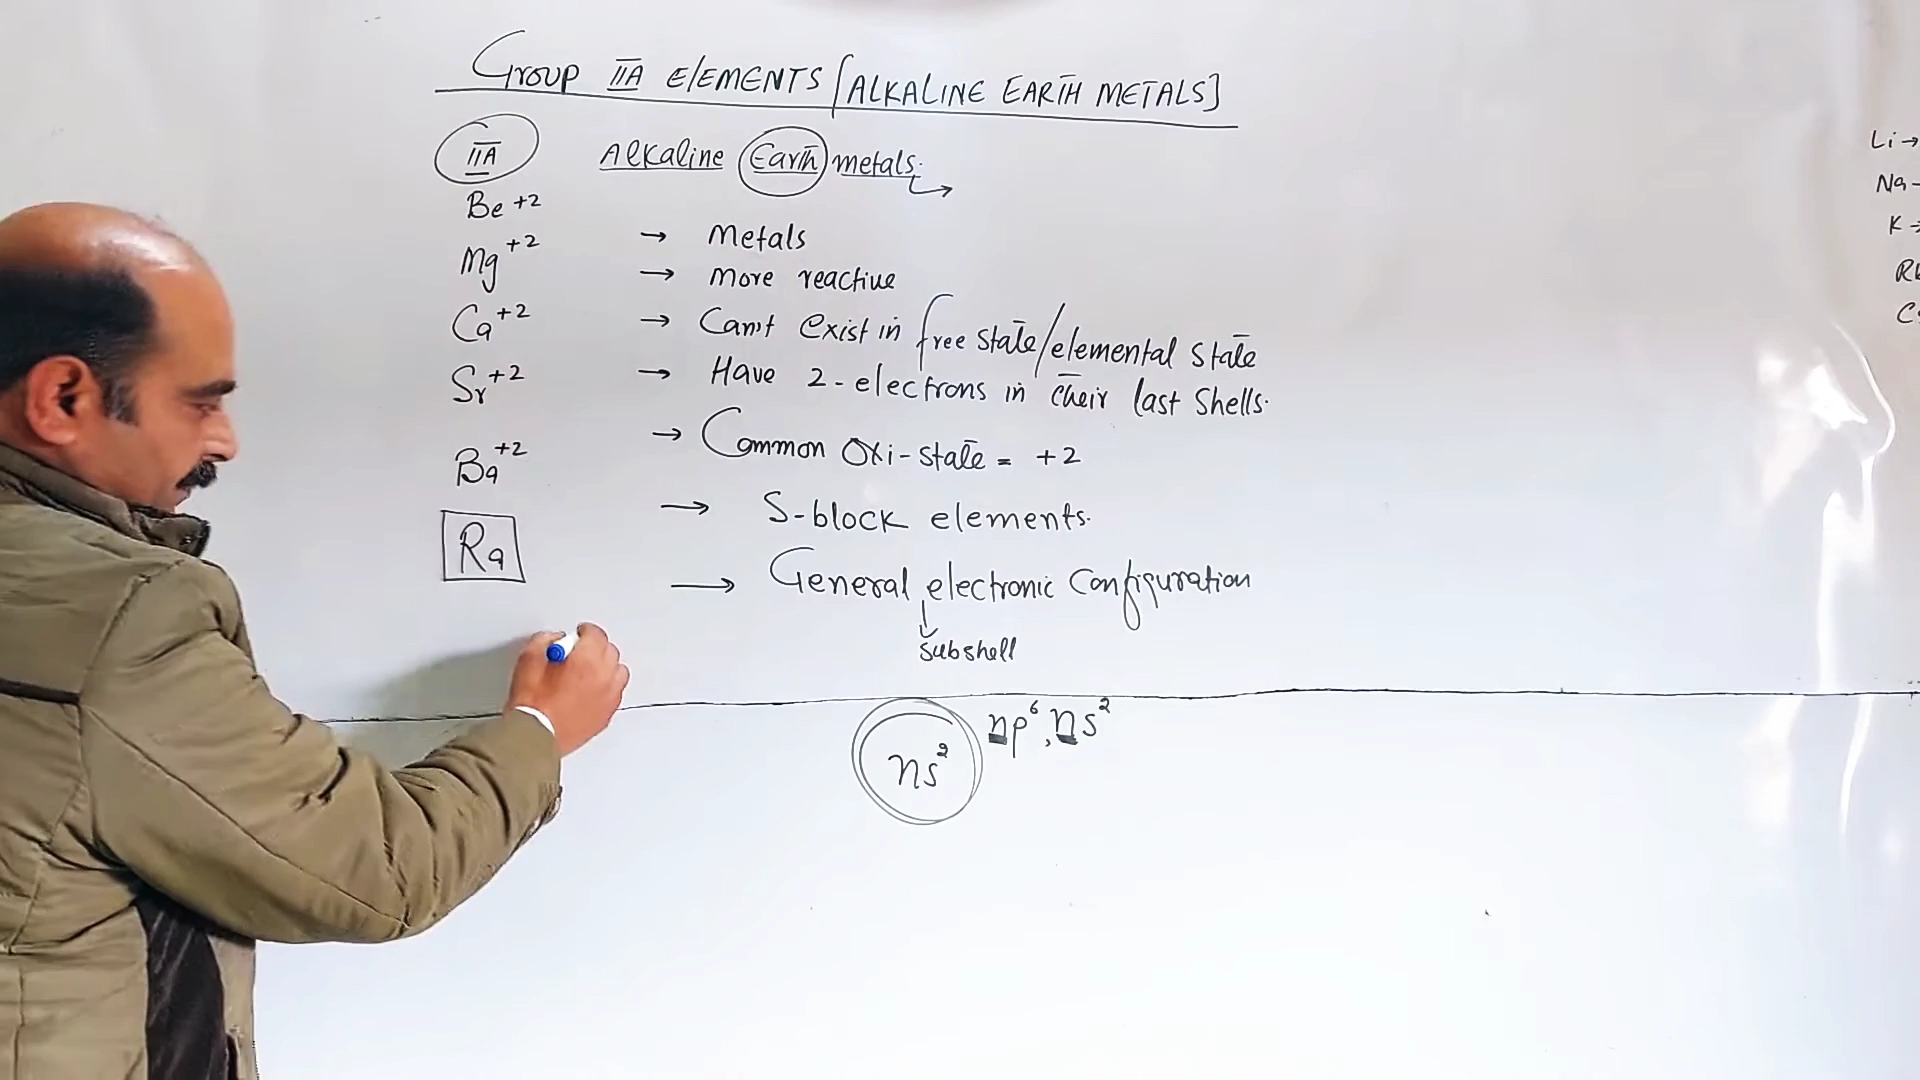 Group IIA ElEMENTS [ALKALINE EARTH METALS]
IIA
Alkaline Earth metals.
Be +2
Mg +2
Ca +2
Sr +2
Ba +2
Ra
→ Metals
→ More reactive
→ Can't exist in free state/elemental state
→ Have 2-electrons in their last shells.
→ Common Oxi-state = +2
→ S-block elements.
→ General electronic configuration
Subshell
ns² np⁶, ns²
Li →
Na
K →